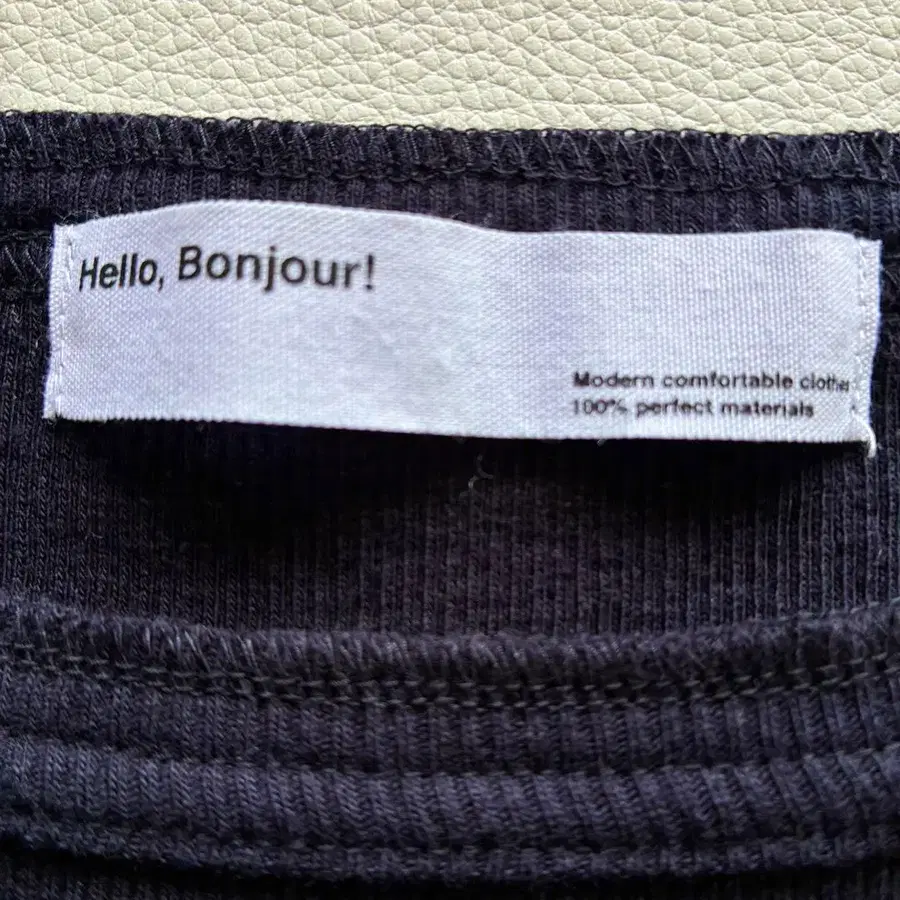 Hello, Bonjour!
Modern comfortable clothes
100% perfect materials